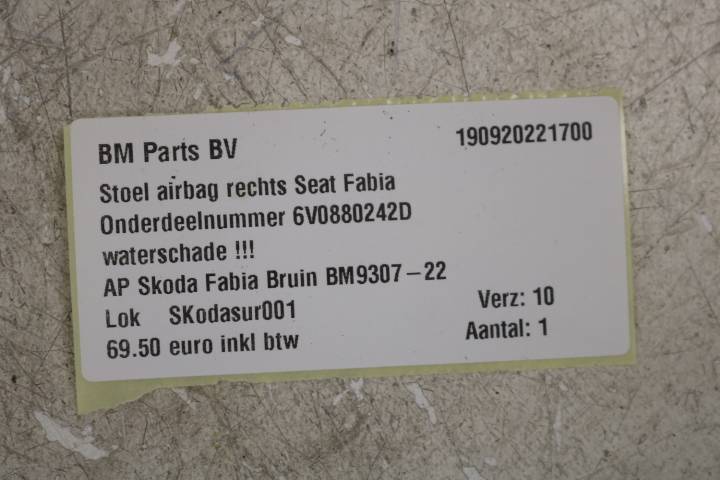 BM Parts BV 190920221700
Stoel airbag rechts Seat Fabia
Onderdeelnummer 6V0880242D
waterschade !!!
AP Skoda Fabia Bruin BM9307-22
Lok SKodasur001 Verz: 10
69.50 euro inkl btw Aantal: 1